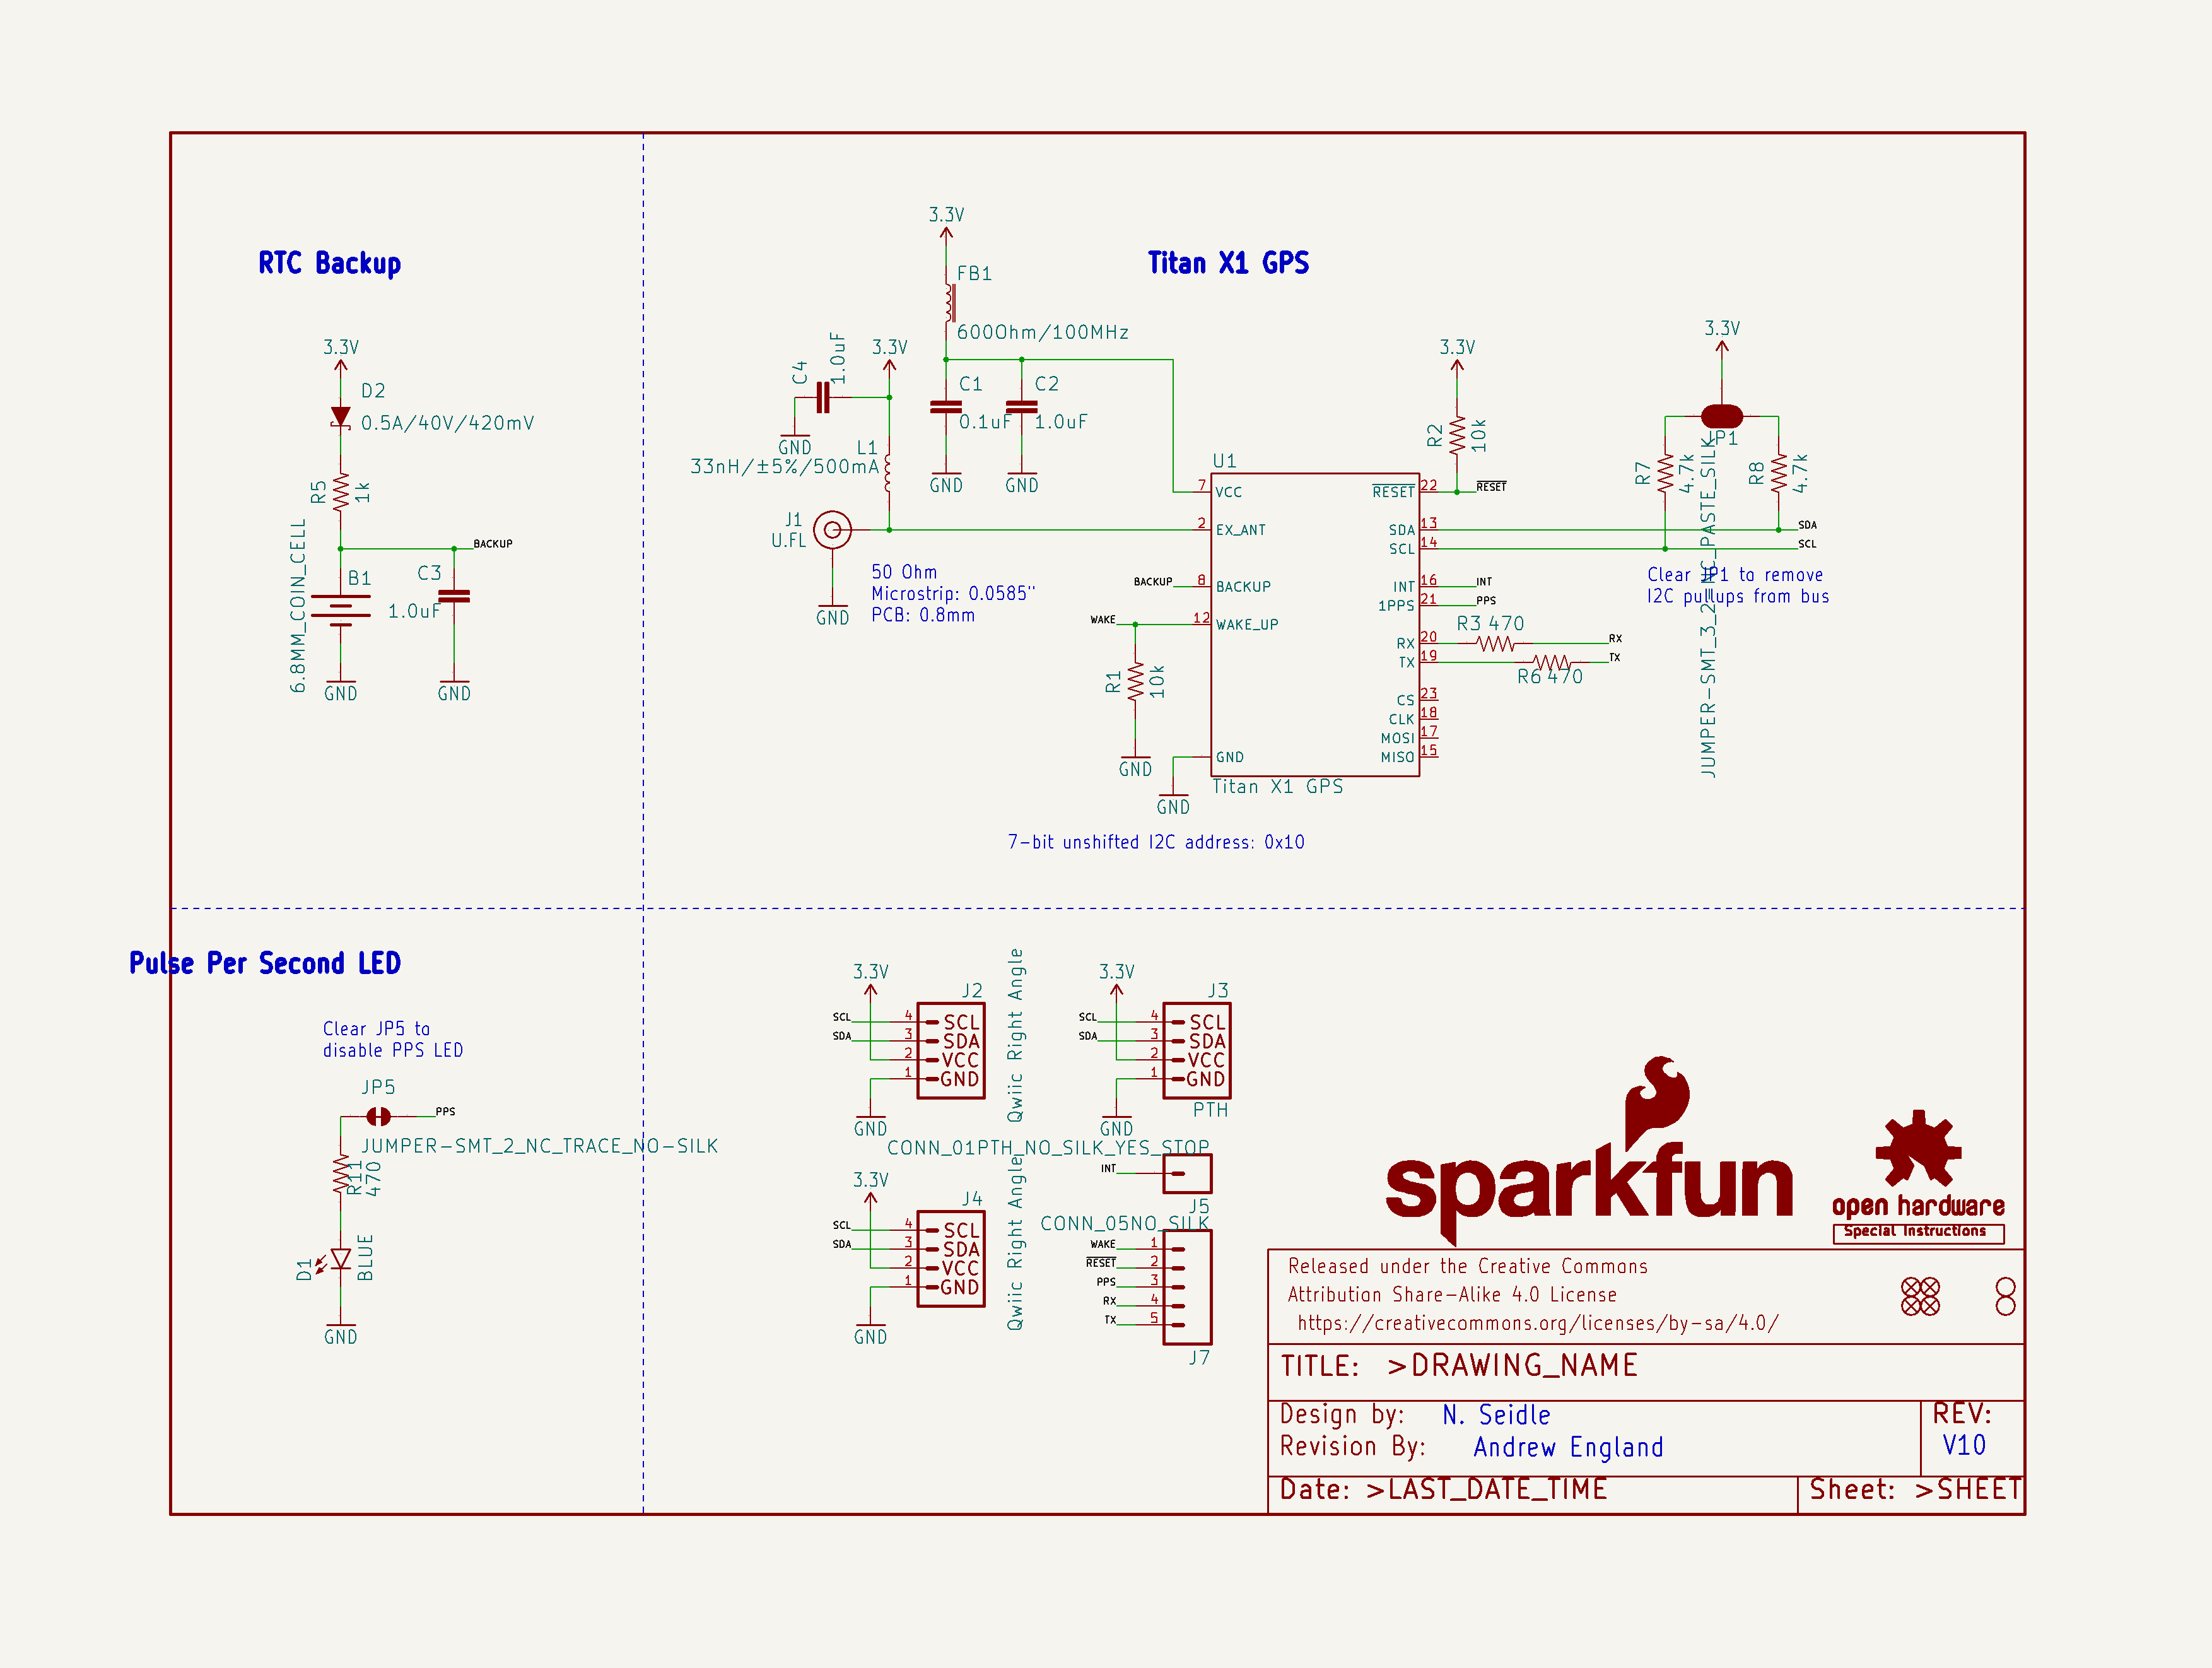 RTC Backup
3.3V
D2
0.5A/40V/420mV
R5
1k
BACKUP
6.8MM_COIN_CELL
B1
C3
1.0uF
GND
GND
Titan X1 GPS
3.3V
FB1
600Ohm/100MHz
C4
1.0uF
3.3V
C1
0.1uF
C2
1.0uF
GND
L1
33nH/±5%/500mA
GND
GND
J1
U.FL
GND
50 Ohm
Microstrip: 0.0585"
PCB: 0.8mm
U1
7 VCC
2 EX_ANT
BACKUP 8 BACKUP
WAKE 12 WAKE_UP
R1
10k
GND
GND
GND
RESET 22 RESET
SDA 13
SCL 14
INT 16 INT
1PPS 21 PPS
RX 20
TX 19
CS 23
CLK 18
MOSI 17
MISO 15
Titan X1 GPS
3.3V
R2
10k
R3 470
RX
R6 470
TX
3.3V
JP1
JUMPER-SMT_3_2-NC_PASTE_SILK
R7
4.7k
R8
4.7k
SDA
SCL
Clear JP1 to remove
I2C pullups from bus
7-bit unshifted I2C address: 0x10
Pulse Per Second LED
Clear JP5 to
disable PPS LED
JP5
PPS
JUMPER-SMT_2_NC_TRACE_NO-SILK
R11
470
D1
BLUE
GND
3.3V
J2
SCL 4 SCL
SDA 3 SDA
2 VCC
1 GND
GND
Qwiic Right Angle
3.3V
J3
SCL 4 SCL
SDA 3 SDA
2 VCC
1 GND
GND
PTH
CONN_01PTH_NO_SILK_YES_STOP
INT
J5
3.3V
J4
SCL 4 SCL
SDA 3 SDA
2 VCC
1 GND
GND
Qwiic Right Angle
CONN_05NO_SILK
WAKE 1
RESET 2
PPS 3
RX 4
TX 5
J7
sparkfun
open hardware
Special Instructions
Released under the Creative Commons
Attribution Share-Alike 4.0 License
https://creativecommons.org/licenses/by-sa/4.0/
TITLE: >DRAWING_NAME
Design by: N. Seidle
Revision By: Andrew England
REV:
V10
Date: >LAST_DATE_TIME
Sheet: >SHEET